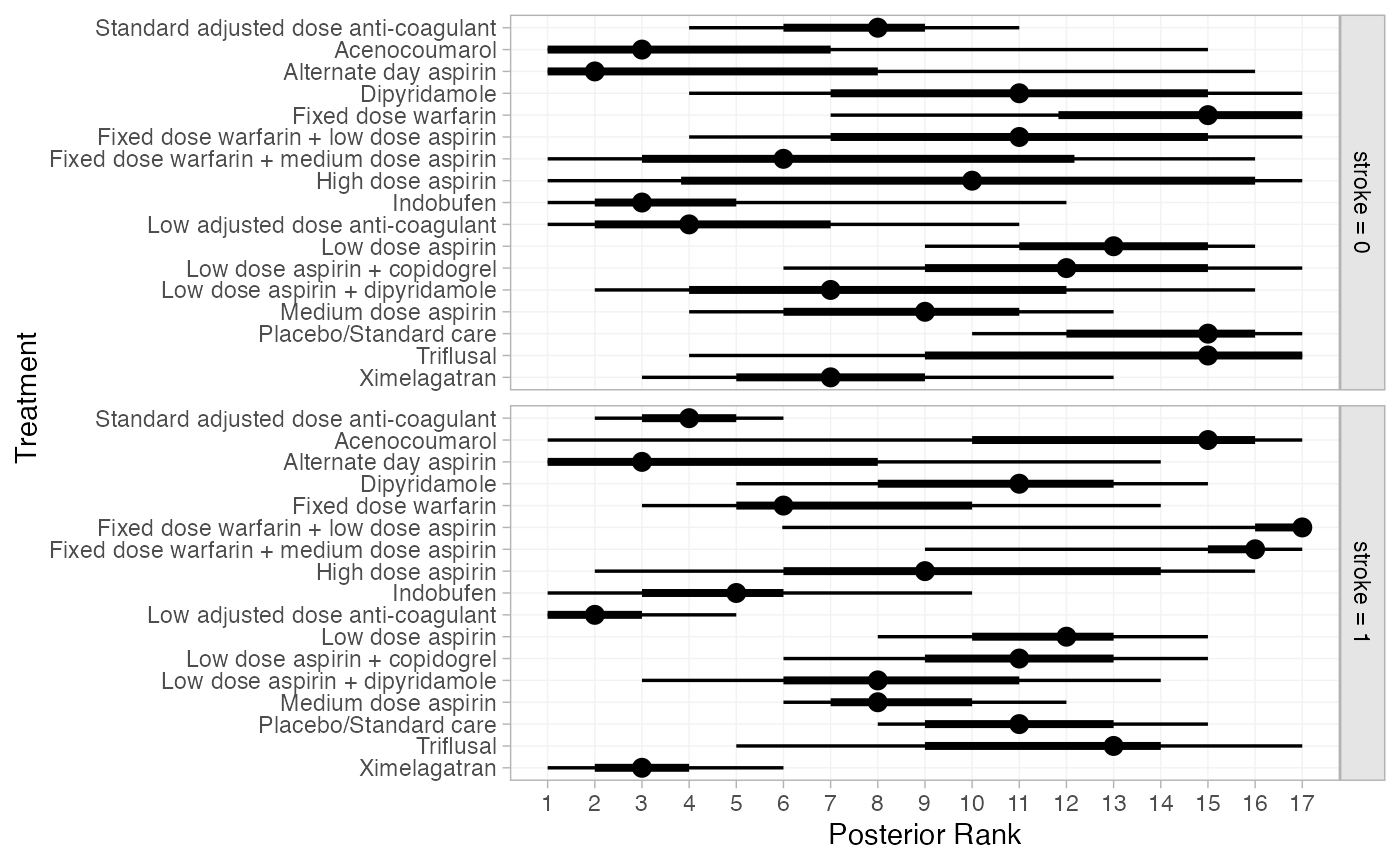 Standard adjusted dose anti-coagulant
Acenocoumarol
Alternate day aspirin
Dipyridamole
Fixed dose warfarin
Fixed dose warfarin + low dose aspirin
Fixed dose warfarin + medium dose aspirin
High dose aspirin
Indobufen
Low adjusted dose anti-coagulant
Low dose aspirin
Low dose aspirin + copidogrel
Low dose aspirin + dipyridamole
Medium dose aspirin
Placebo/Standard care
Triflusal
Ximelagatran
stroke = 0
Treatment
Standard adjusted dose anti-coagulant
Acenocoumarol
Alternate day aspirin
Dipyridamole
Fixed dose warfarin
Fixed dose warfarin + low dose aspirin
Fixed dose warfarin + medium dose aspirin
High dose aspirin
Indobufen
Low adjusted dose anti-coagulant
Low dose aspirin
Low dose aspirin + copidogrel
Low dose aspirin + dipyridamole
Medium dose aspirin
Placebo/Standard care
Triflusal
Ximelagatran
stroke = 1
1 2 3 4 5 6 7 8 9 10 11 12 13 14 15 16 17
Posterior Rank